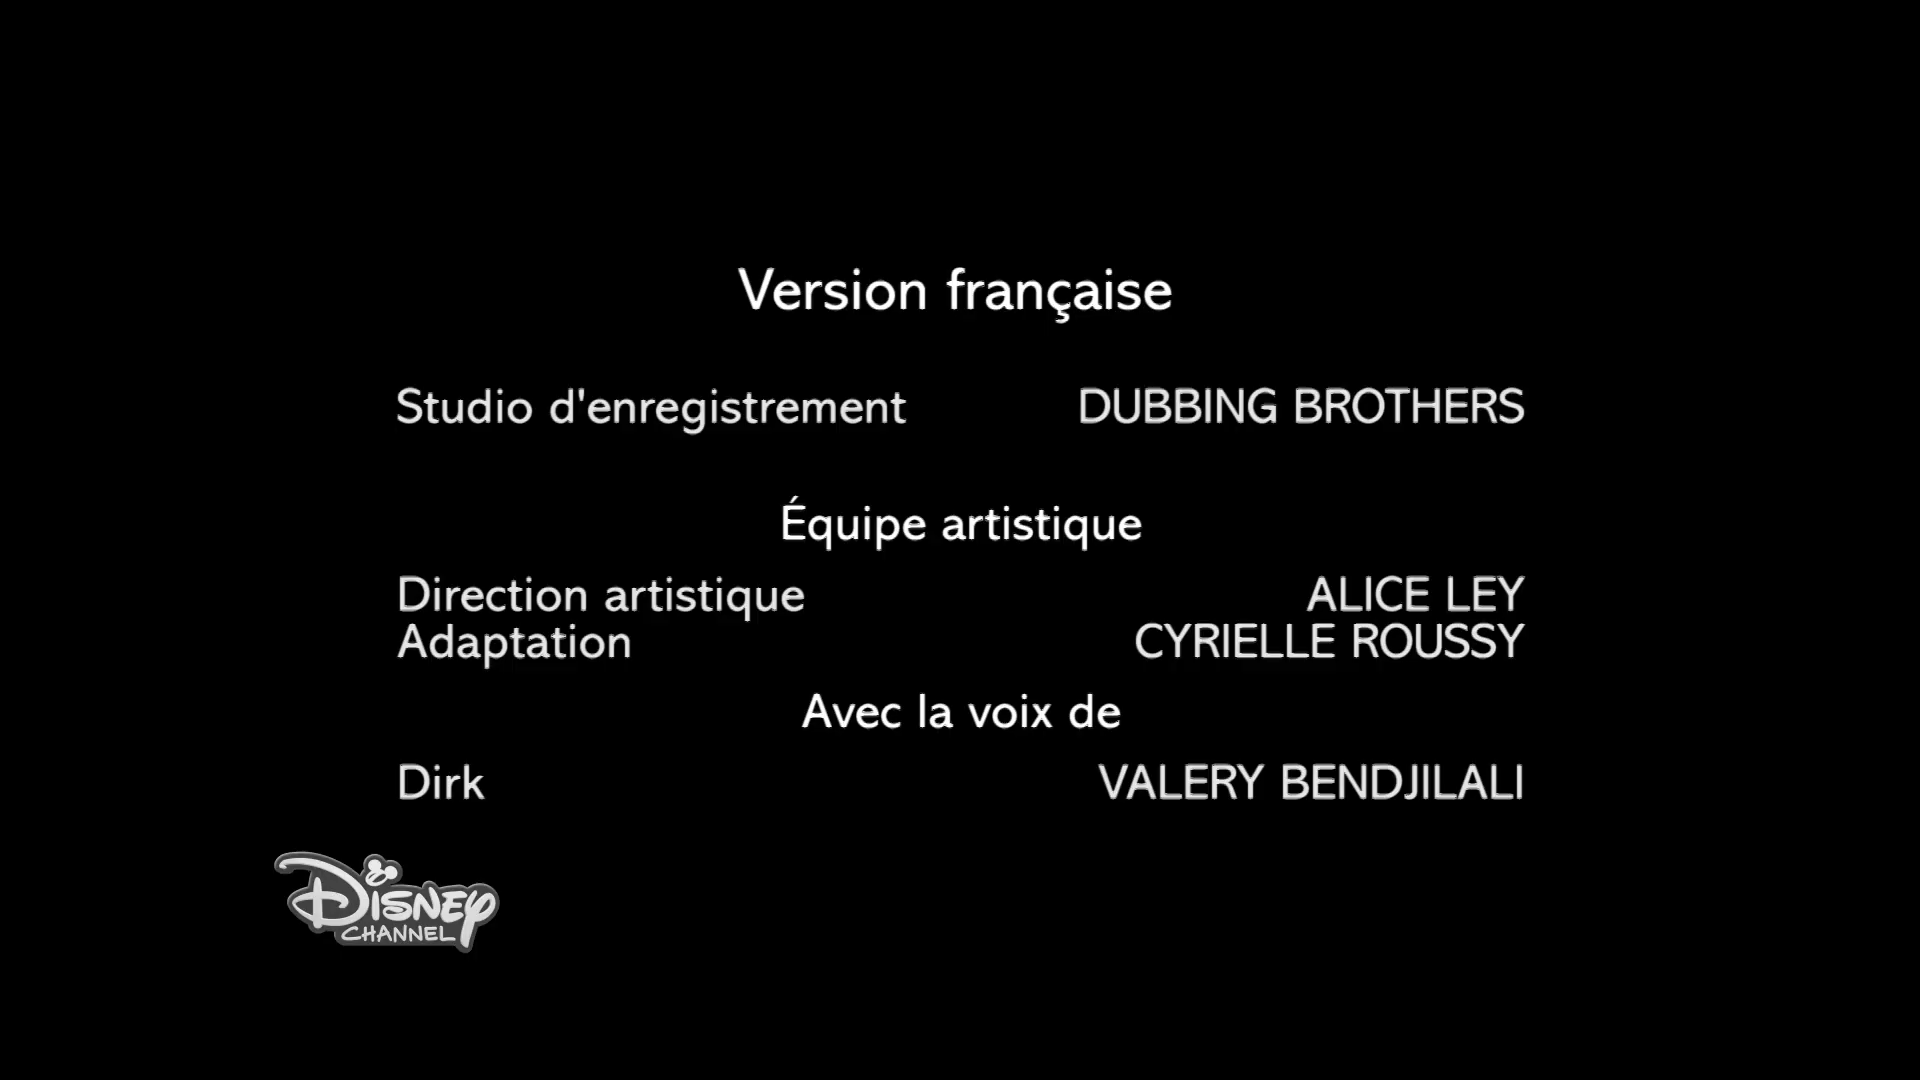 Version française
Studio d'enregistrement DUBBING BROTHERS
Équipe artistique
Direction artistique ALICE LEY
Adaptation CYRIELLE ROUSSY
Avec la voix de
Dirk VALERY BENDJILALI
Disney
CHANNEL